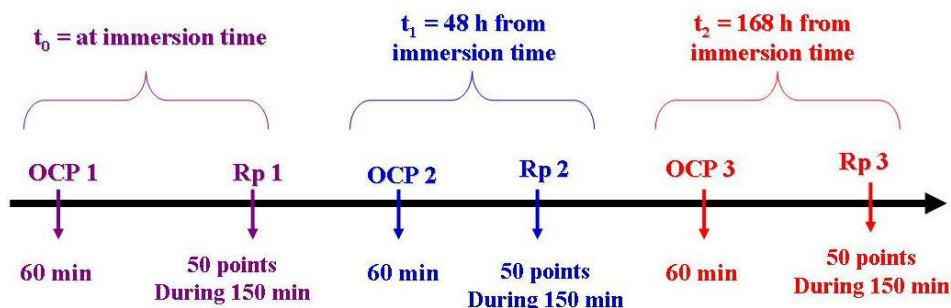 t₀ = at immersion time
t₁ = 48 h from
immersion time
t₂ = 168 h from
immersion time
OCP 1
Rp 1
OCP 2
Rp 2
OCP 3
Rp 3
60 min
50 points
During 150 min
60 min
50 points
During 150 min
60 min
50 points
During 150 min